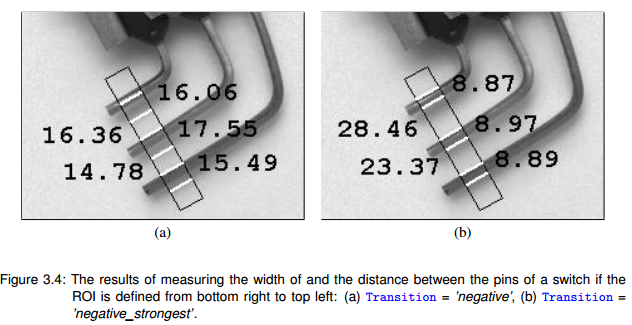 16.06
16.36
17.55
14.78
15.49
8.87
28.46
8.97
23.37
8.89
(a)
(b)
Figure 3.4: The results of measuring the width of and the distance between the pins of a switch if the
ROI is defined from bottom right to top left: (a) Transition = 'negative', (b) Transition =
'negative_strongest'.